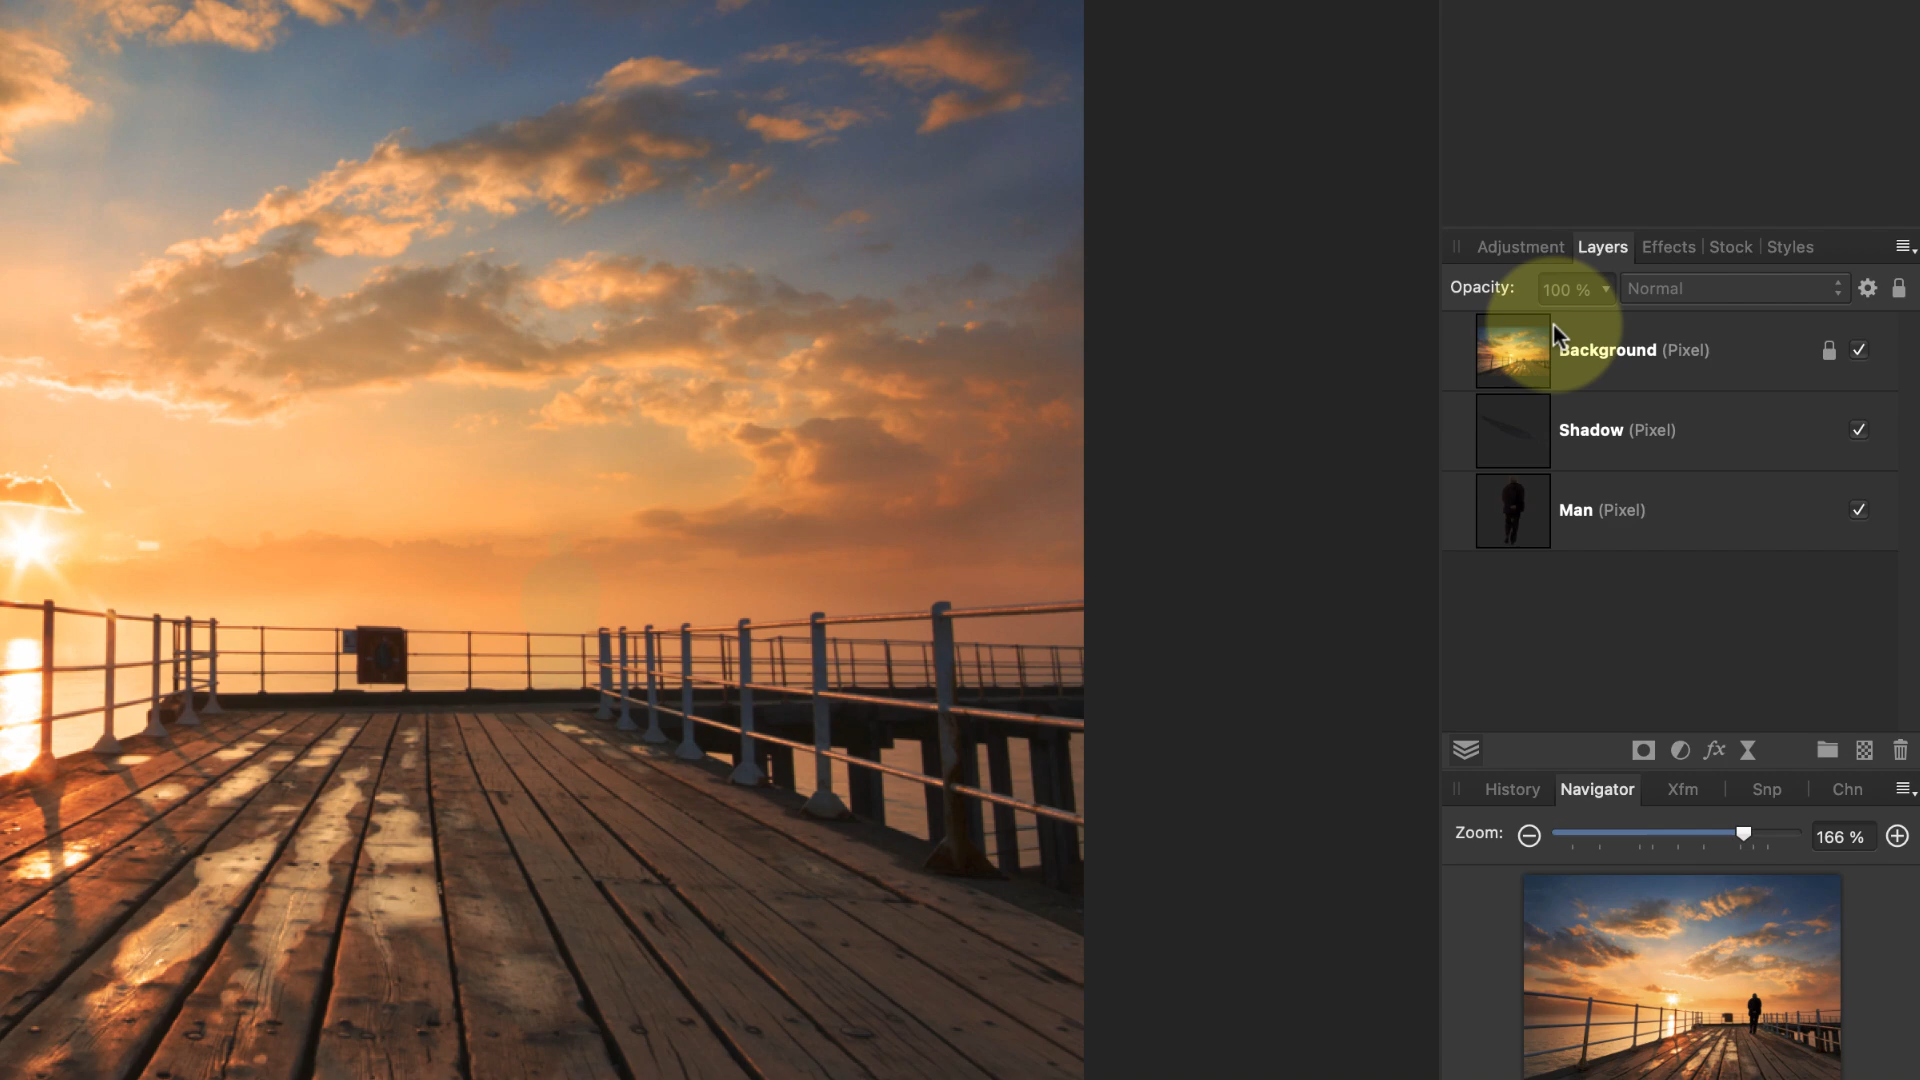 Adjustment Layers Effects Stock Styles
Opacity: 100 % Normal
Background (Pixel)
Shadow (Pixel)
Man (Pixel)
fx
History Navigator Xfm Snp Chn
Zoom: 166 %